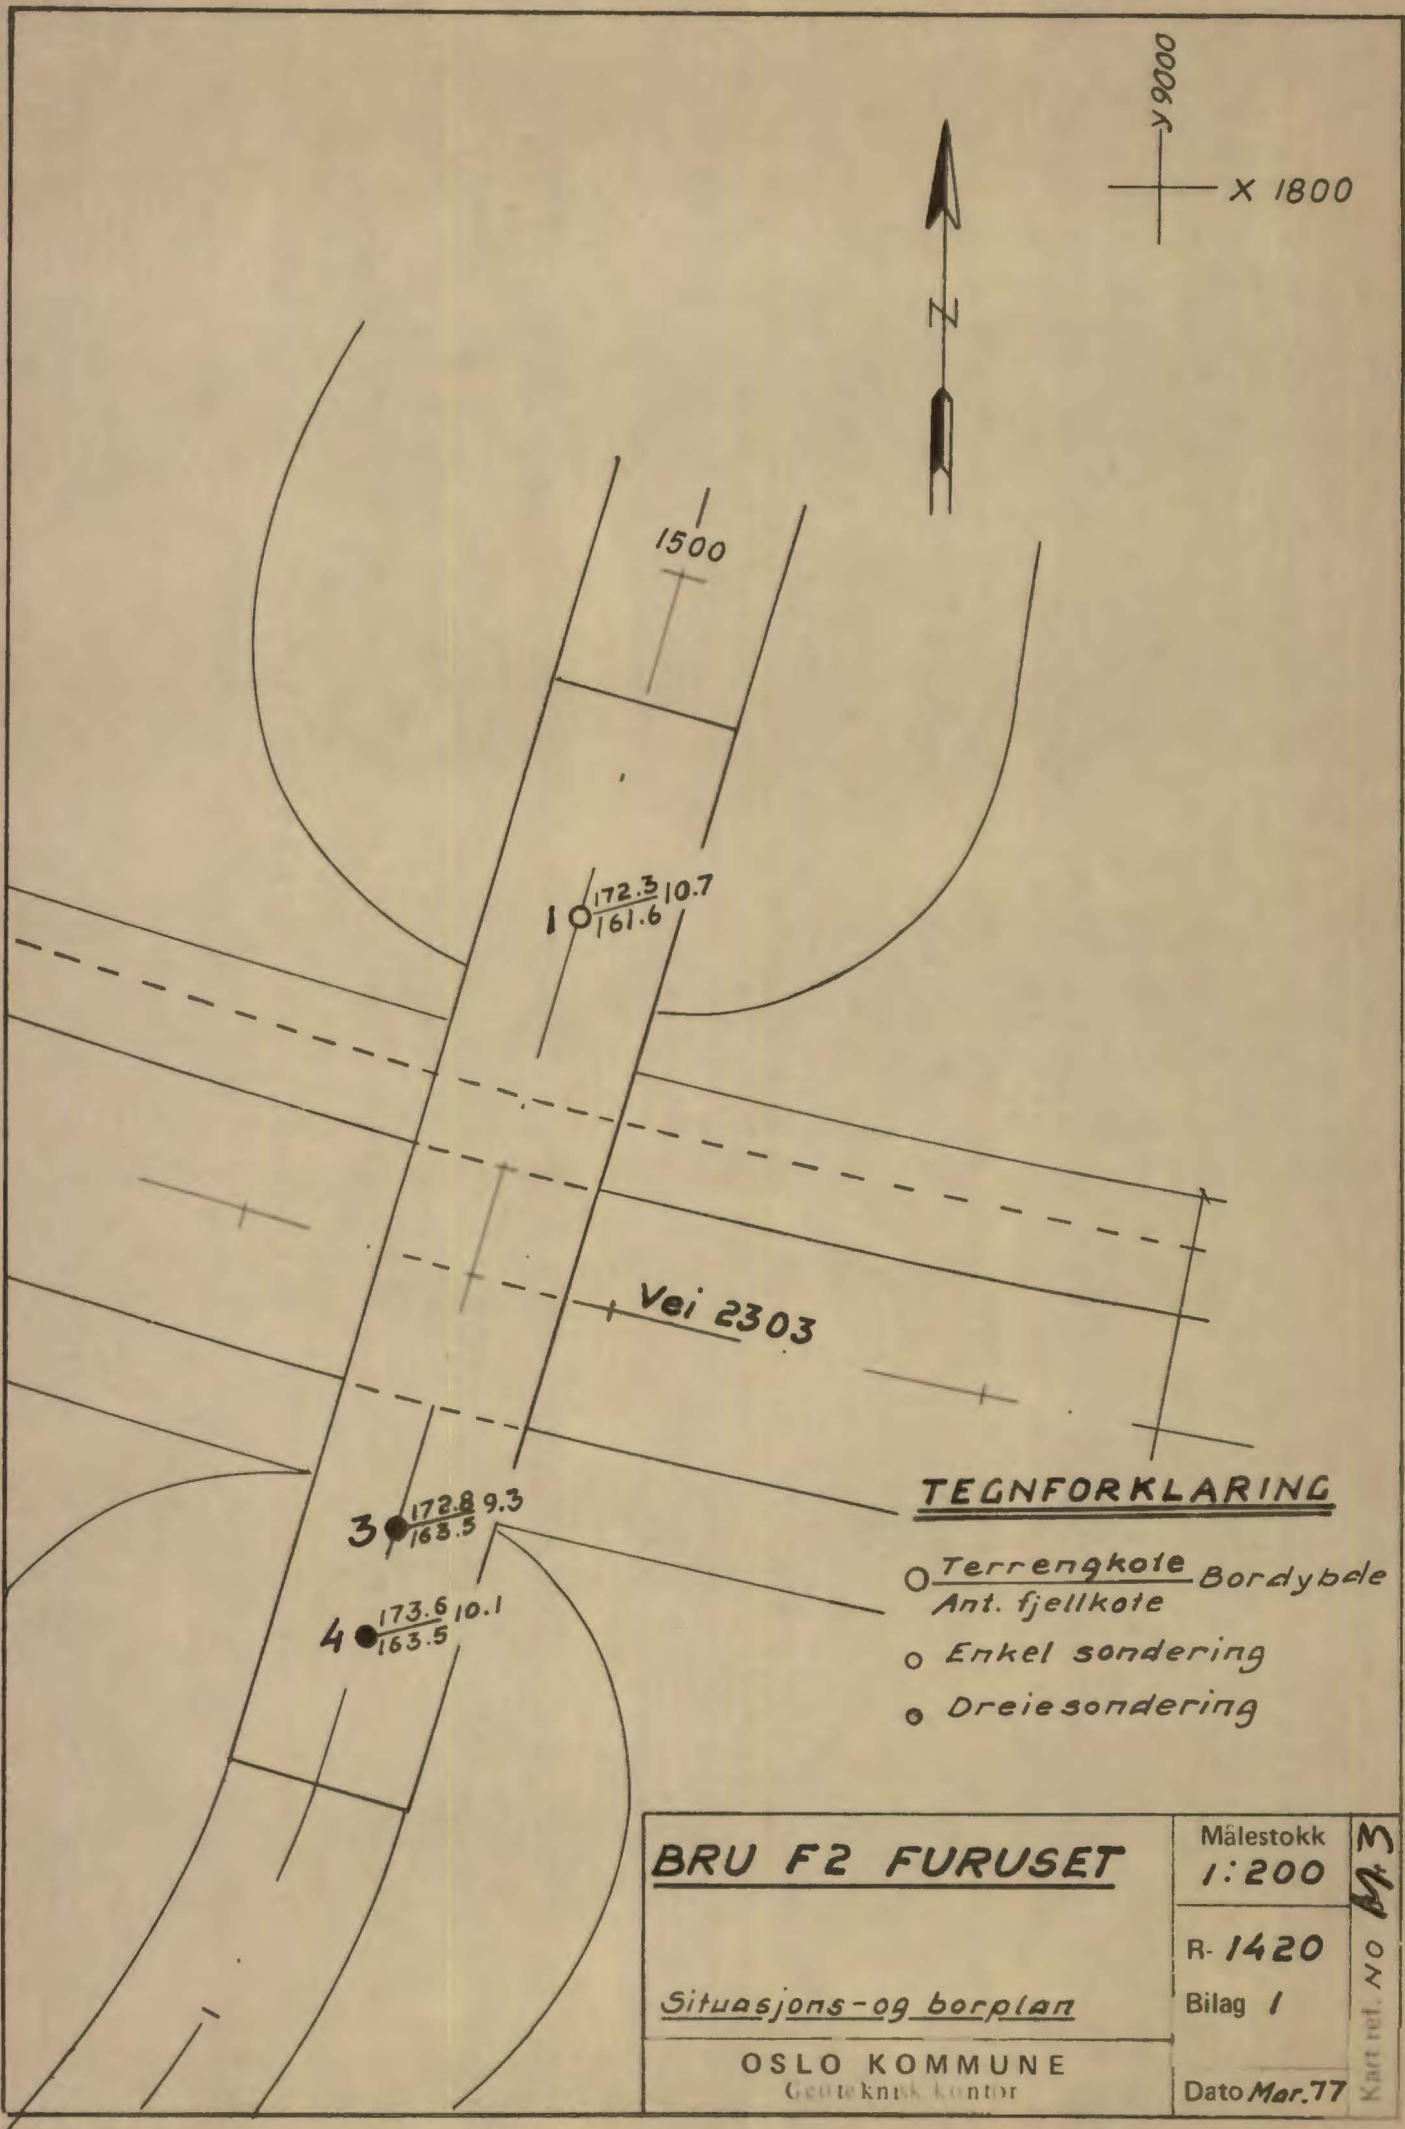 y 9000
X 1800
N
1500
1 172.3 10.7
161.6
Vei 2303
3 172.8 9.3
163.5
4 173.6 10.1
163.5
TEGNFORKLARING
Terrengkote Bordybde
Ant. fjellkote
Enkel sondering
Dreiesondering
BRU F2 FURUSET
Situasjons-og borplan
OSLO KOMMUNE
Geoteknisk kontor
Målestokk
1:200
R- 1420
Bilag 1
Dato Mar.77
Kart ref. NO